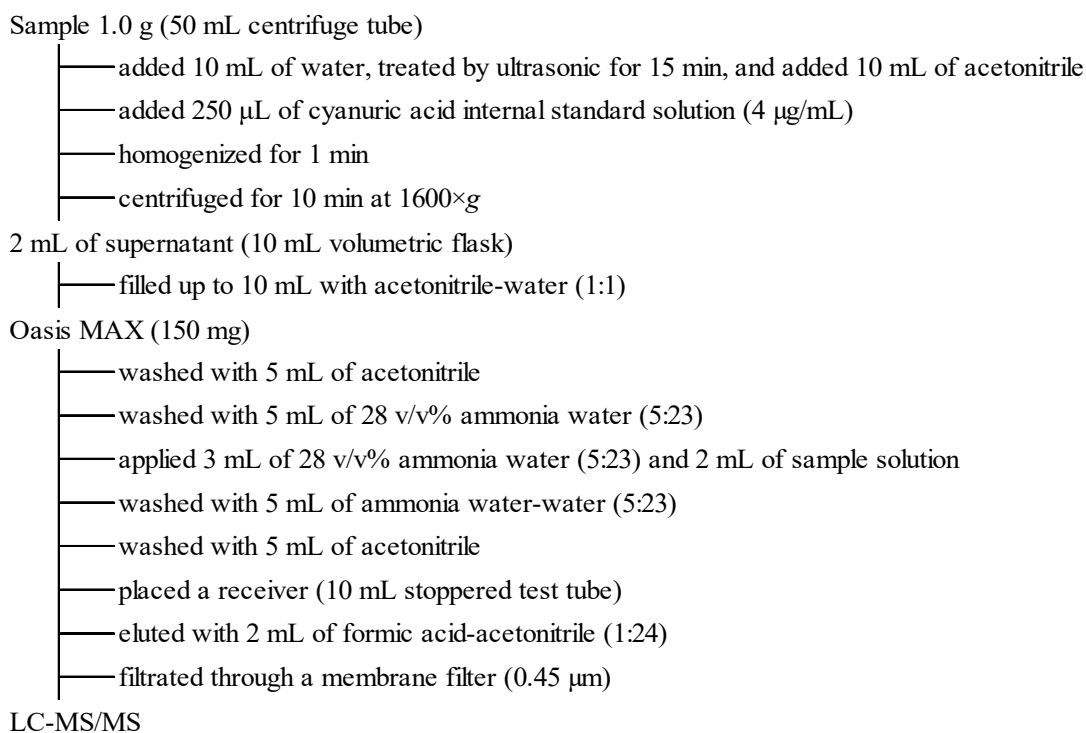 Sample 1.0 g (50 mL centrifuge tube)
added 10 mL of water, treated by ultrasonic for 15 min, and added 10 mL of acetonitrile
added 250 μL of cyanuric acid internal standard solution (4 μg/mL)
homogenized for 1 min
centrifuged for 10 min at 1600×g
2 mL of supernatant (10 mL volumetric flask)
filled up to 10 mL with acetonitrile-water (1:1)
Oasis MAX (150 mg)
washed with 5 mL of acetonitrile
washed with 5 mL of 28 v/v% ammonia water (5:23)
applied 3 mL of 28 v/v% ammonia water (5:23) and 2 mL of sample solution
washed with 5 mL of ammonia water-water (5:23)
washed with 5 mL of acetonitrile
placed a receiver (10 mL stoppered test tube)
eluted with 2 mL of formic acid-acetonitrile (1:24)
filtrated through a membrane filter (0.45 μm)
LC-MS/MS